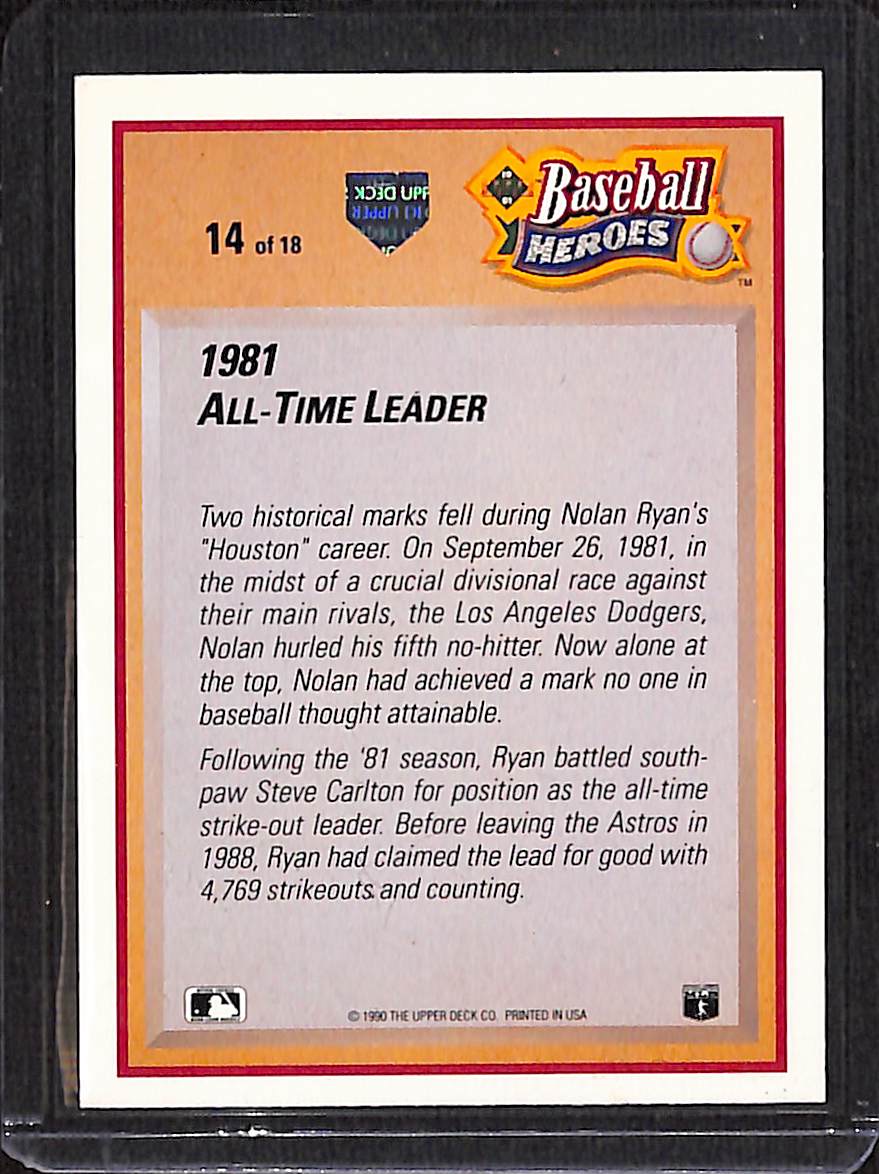 14 of 18
UPPER DECK
Baseball
HEROES
TM
1981
ALL-TIME LEADER
Two historical marks fell during Nolan Ryan's
"Houston" career. On September 26, 1981, in
the midst of a crucial divisional race against
their main rivals, the Los Angeles Dodgers,
Nolan hurled his fifth no-hitter. Now alone at
the top, Nolan had achieved a mark no one in
baseball thought attainable.
Following the '81 season, Ryan battled south-
paw Steve Carlton for position as the all-time
strike-out leader. Before leaving the Astros in
1988, Ryan had claimed the lead for good with
4,769 strikeouts and counting.
© 1990 THE UPPER DECK CO. PRINTED IN USA